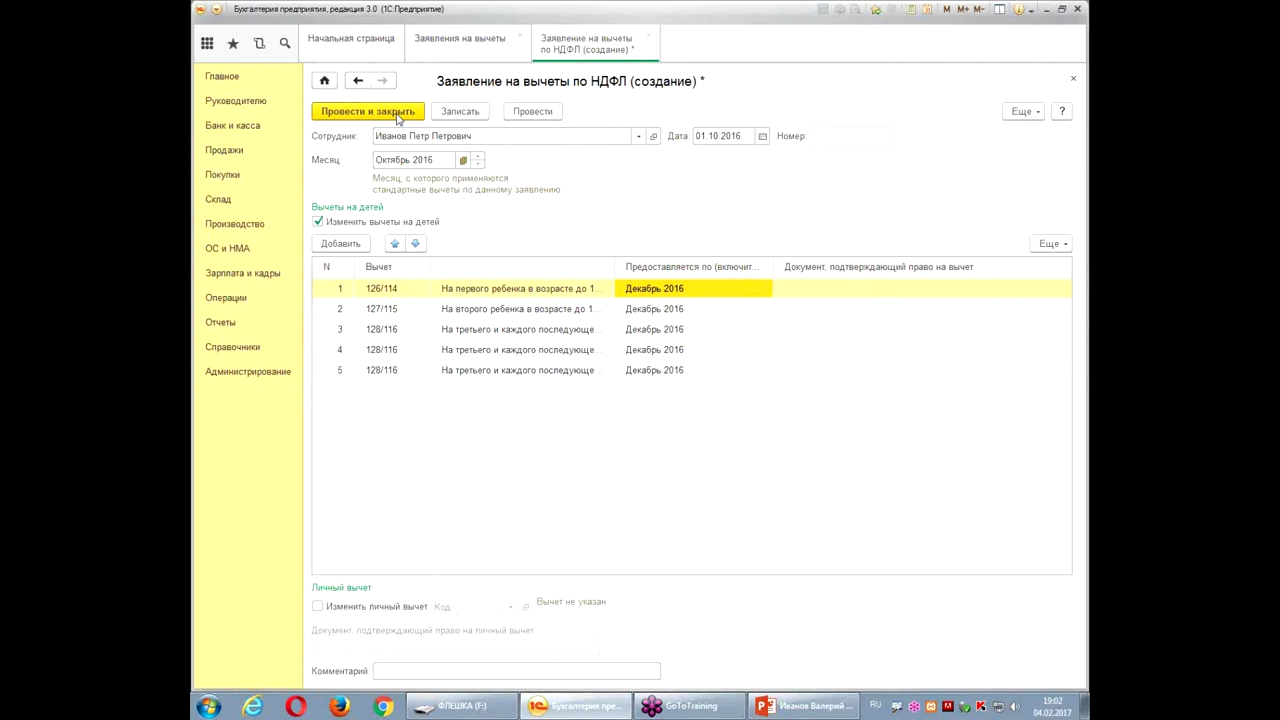 Бухгалтерия предприятия, редакция 3.0 (1С:Предприятие)
M M+ M-
Начальная страница
Заявления на вычеты
Заявление на вычеты
по НДФЛ (создание) *
Главное
Руководителю
Банк и касса
Продажи
Покупки
Склад
Производство
ОС и НМА
Зарплата и кадры
Операции
Отчеты
Справочники
Администрирование
Заявление на вычеты по НДФЛ (создание) *
Провести и закрыть
Записать
Провести
Еще
?
Сотрудник: Иванов Петр Петрович
Дата: 01.10.2016
Номер:
Месяц: Октябрь 2016
Месяц, с которого применяются
стандартные вычеты по данному заявлению
Вычеты на детей
Изменить вычеты на детей
Добавить
Еще
N Вычет Предоставляется по (включит... Документ, подтверждающий право на вычет
1 126/114 На первого ребенка в возрасте до 1... Декабрь 2016
2 127/115 На второго ребенка в возрасте до 1... Декабрь 2016
3 128/116 На третьего и каждого последующе... Декабрь 2016
4 128/116 На третьего и каждого последующе... Декабрь 2016
5 128/116 На третьего и каждого последующе... Декабрь 2016
Личный вычет
Изменить личный вычет Код Вычет не указан
Документ, подтверждающий право на личный вычет
Комментарий:
ФЛЕШКА (F:)
Бухгалтерия пре...
GoToTraining
Иванов Валерий ...
RU
19:02
04.02.2017